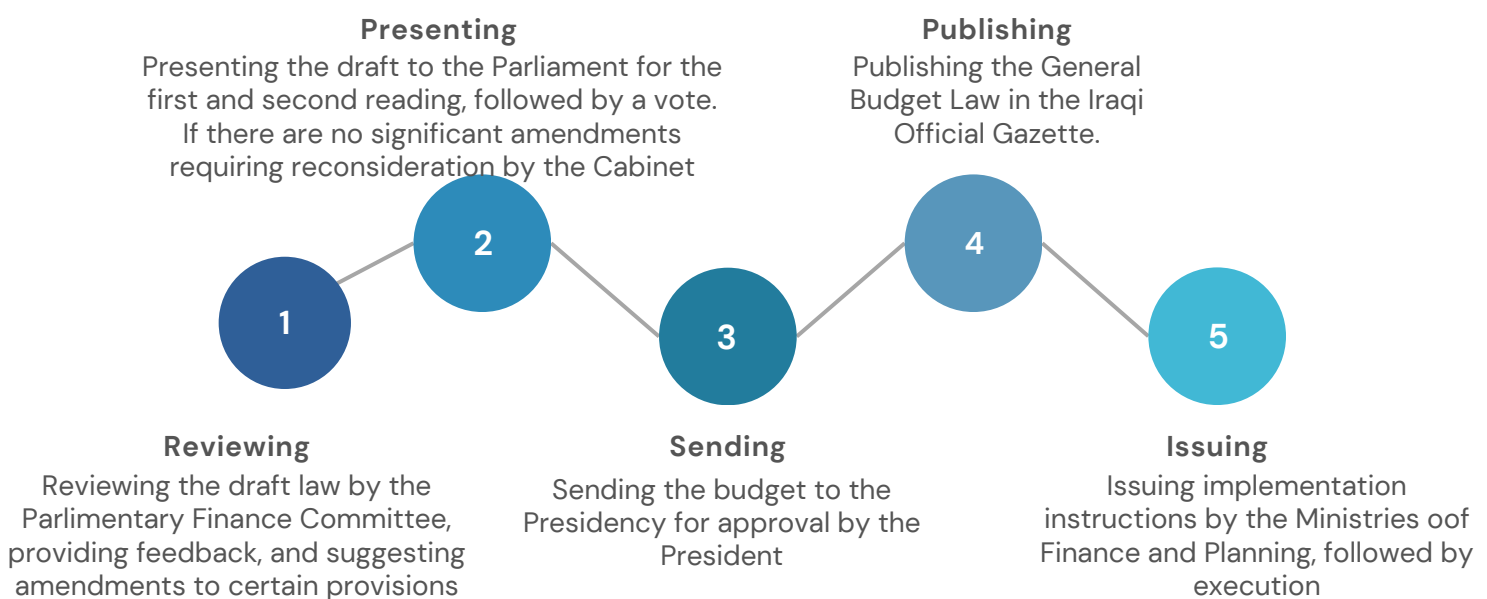 Presenting
Presenting the draft to the Parliament for the
first and second reading, followed by a vote.
If there are no significant amendments
requiring reconsideration by the Cabinet
Publishing
Publishing the General
Budget Law in the Iraqi
Official Gazette.
1
2
3
4
5
Reviewing
Reviewing the draft law by the
Parlimentary Finance Committee,
providing feedback, and suggesting
amendments to certain provisions
Sending
Sending the budget to the
Presidency for approval by the
President
Issuing
Issuing implementation
instructions by the Ministries oof
Finance and Planning, followed by
execution